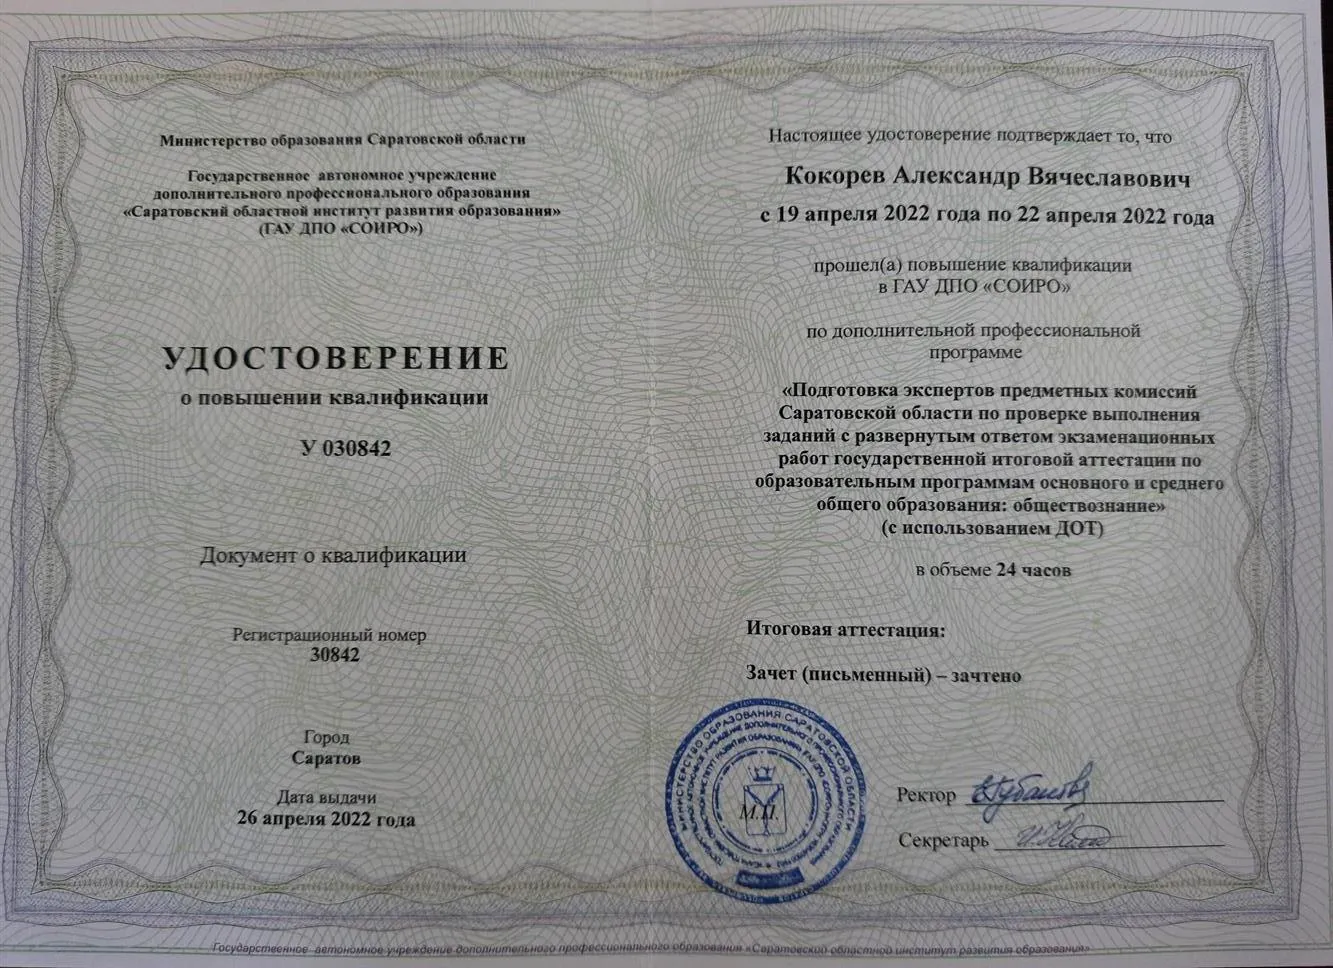 Министерство образования Саратовской области
Государственное автономное учреждение
дополнительного профессионального образования
«Саратовский областной институт развития образования»
(ГАУ ДПО «СОИРО»)
УДОСТОВЕРЕНИЕ
о повышении квалификации
У 030842
Документ о квалификации
Регистрационный номер
30842
Город
Саратов
Дата выдачи
26 апреля 2022 года
Настоящее удостоверение подтверждает то, что
Кокорев Александр Вячеславович
с 19 апреля 2022 года по 22 апреля 2022 года
прошел(а) повышение квалификации
в ГАУ ДПО «СОИРО»
по дополнительной профессиональной
программе
«Подготовка экспертов предметных комиссий
Саратовской области по проверке выполнения
заданий с развернутым ответом экзаменационных
работ государственной итоговой аттестации по
образовательным программам основного и среднего
общего образования: обществознание»
(с использованием ДОТ)
в объеме 24 часов
Итоговая аттестация:
Зачет (письменный) – зачтено
МИНИСТЕРСТВО ОБРАЗОВАНИЯ САРАТОВСКОЙ ОБЛАСТИ
М.П.
Ректор
Секретарь
Государственное автономное учреждение дополнительного профессионального образования «Саратовский областной институт развития образования»